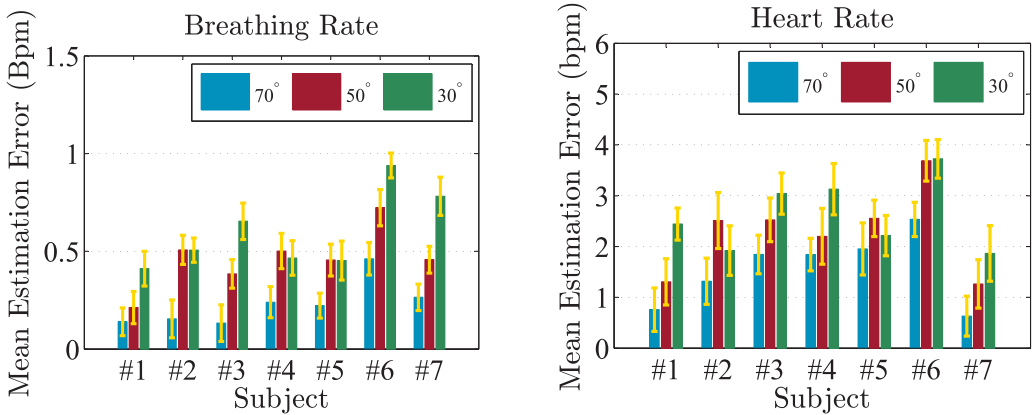 Breathing Rate
Mean Estimation Error (Bpm)
1.5
1
0.5
0
70° 50° 30°
#1 #2 #3 #4 #5 #6 #7
Subject
Heart Rate
Mean Estimation Error (bpm)
6
5
4
3
2
1
0
70° 50° 30°
#1 #2 #3 #4 #5 #6 #7
Subject